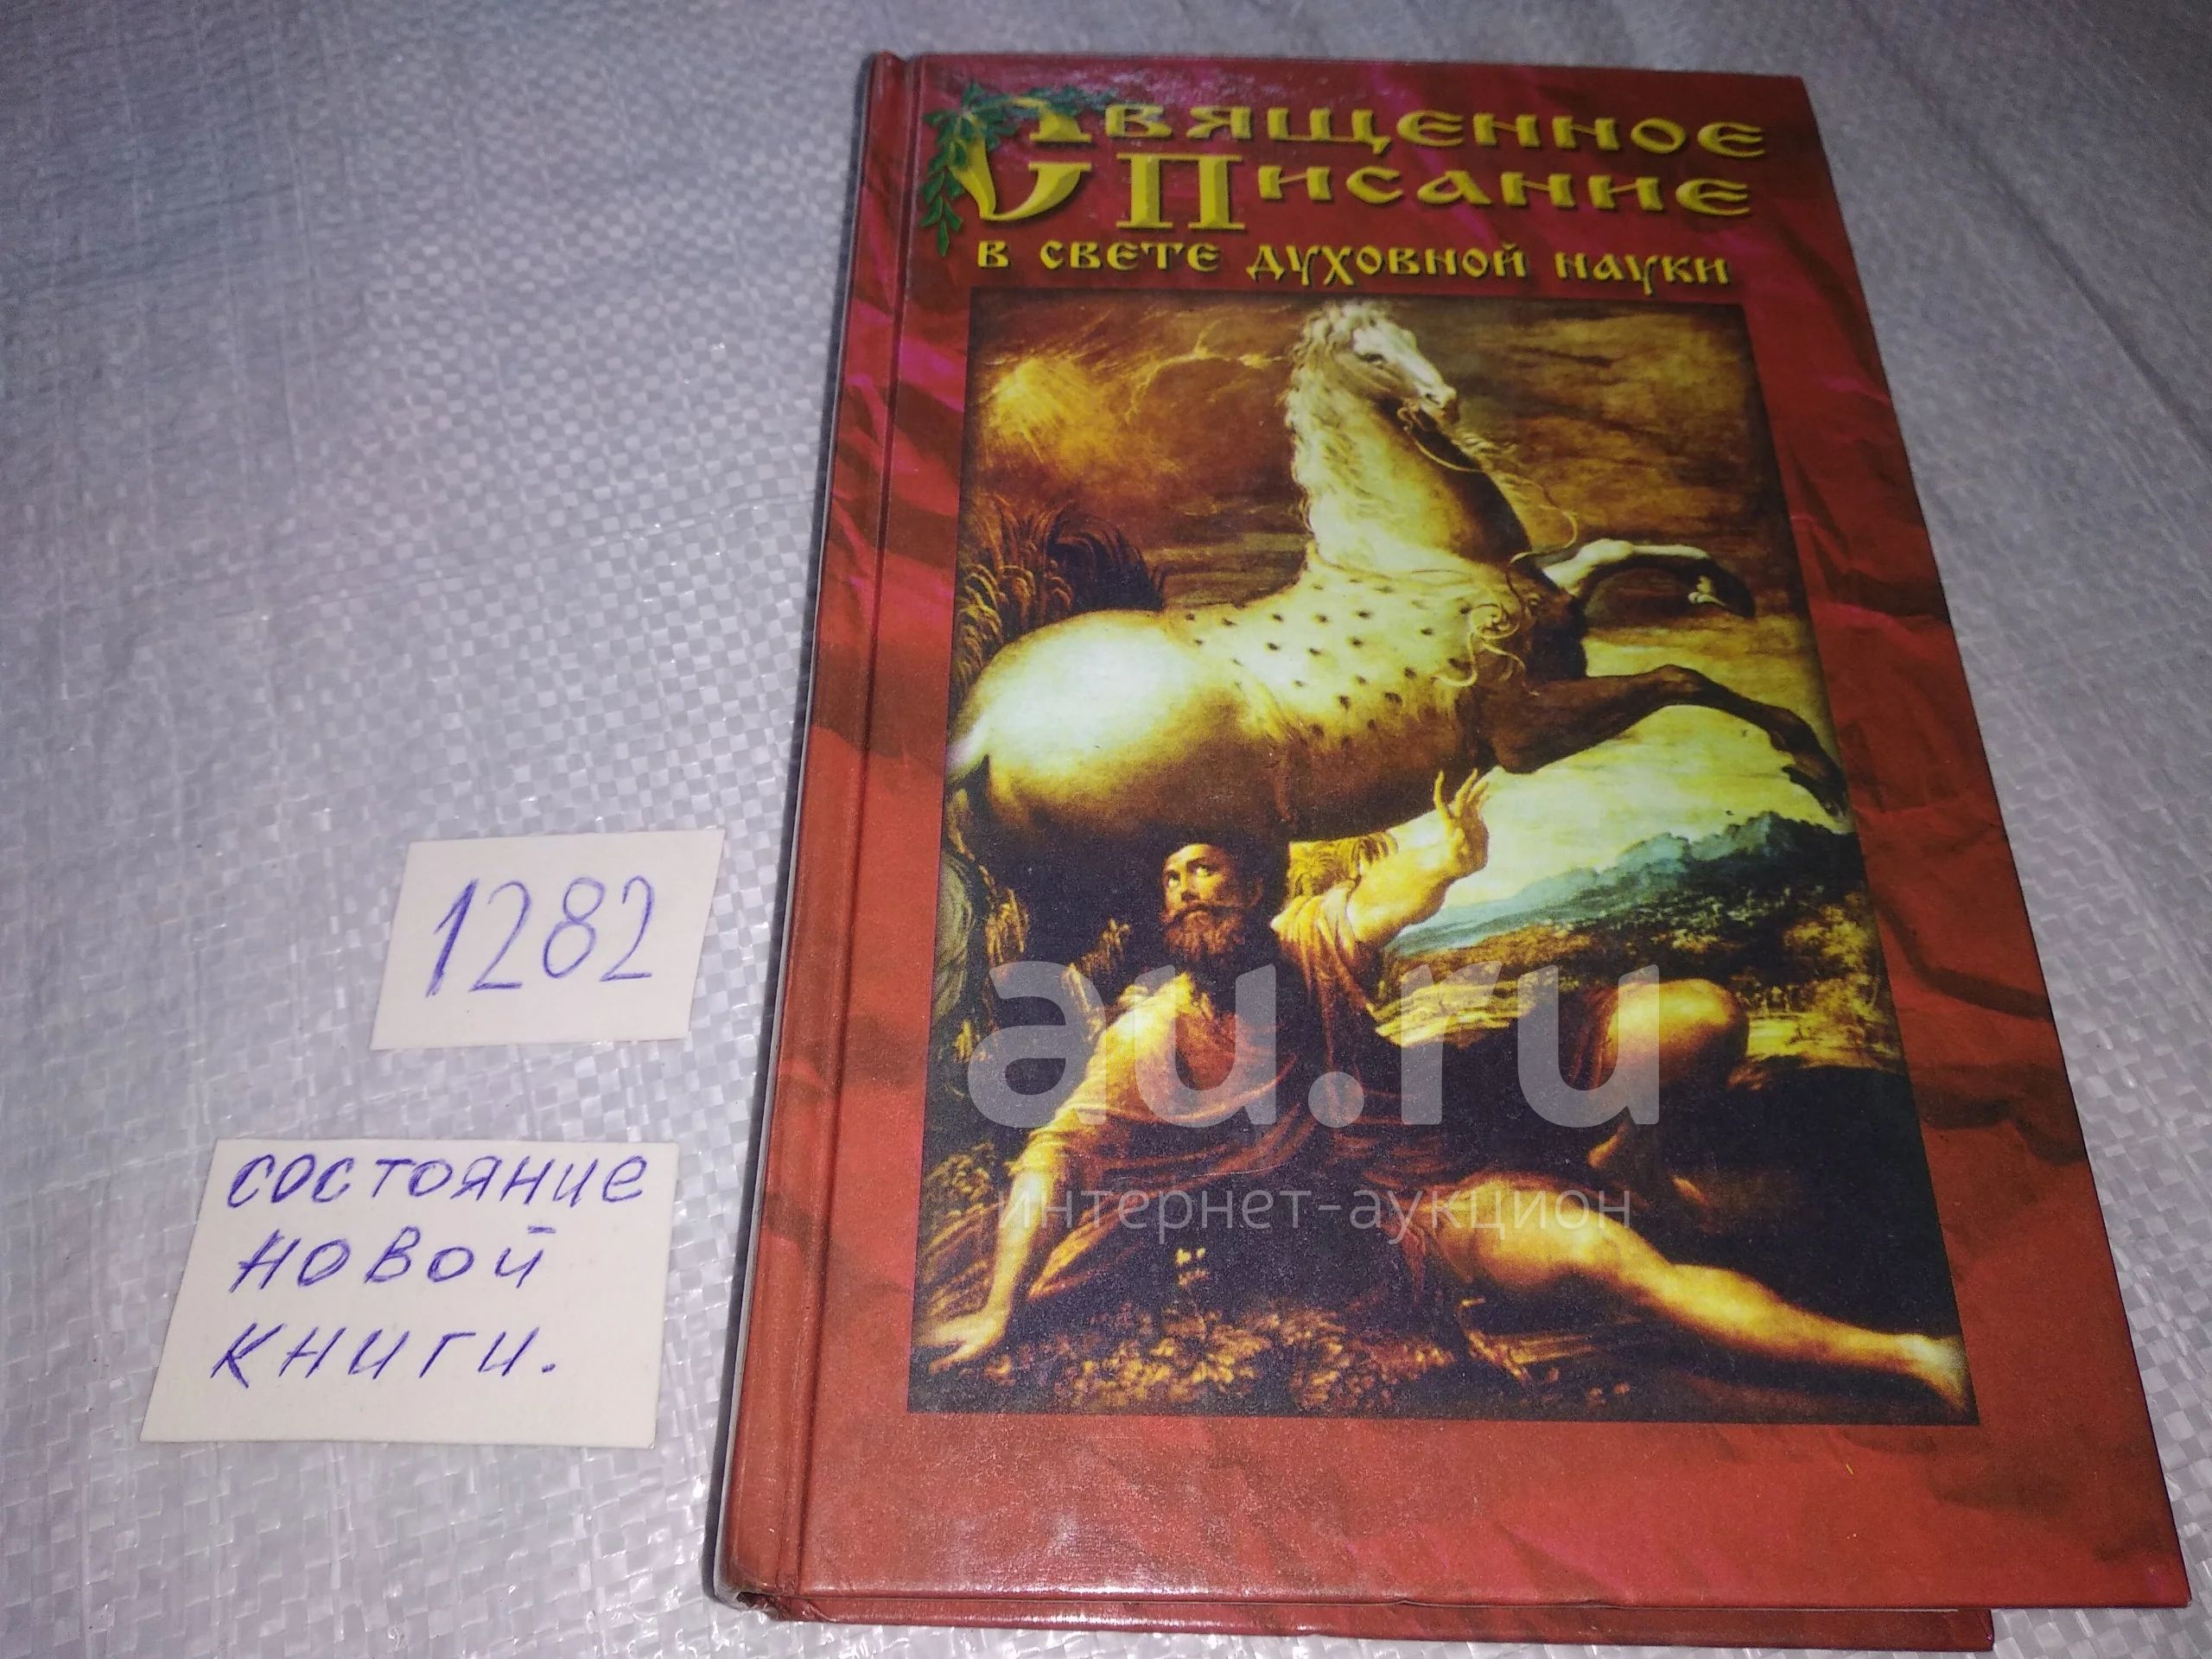 Священное
Писание
в свете духовной науки
1282
состояние
новой
книги.
au.ru
интернет-аукцион